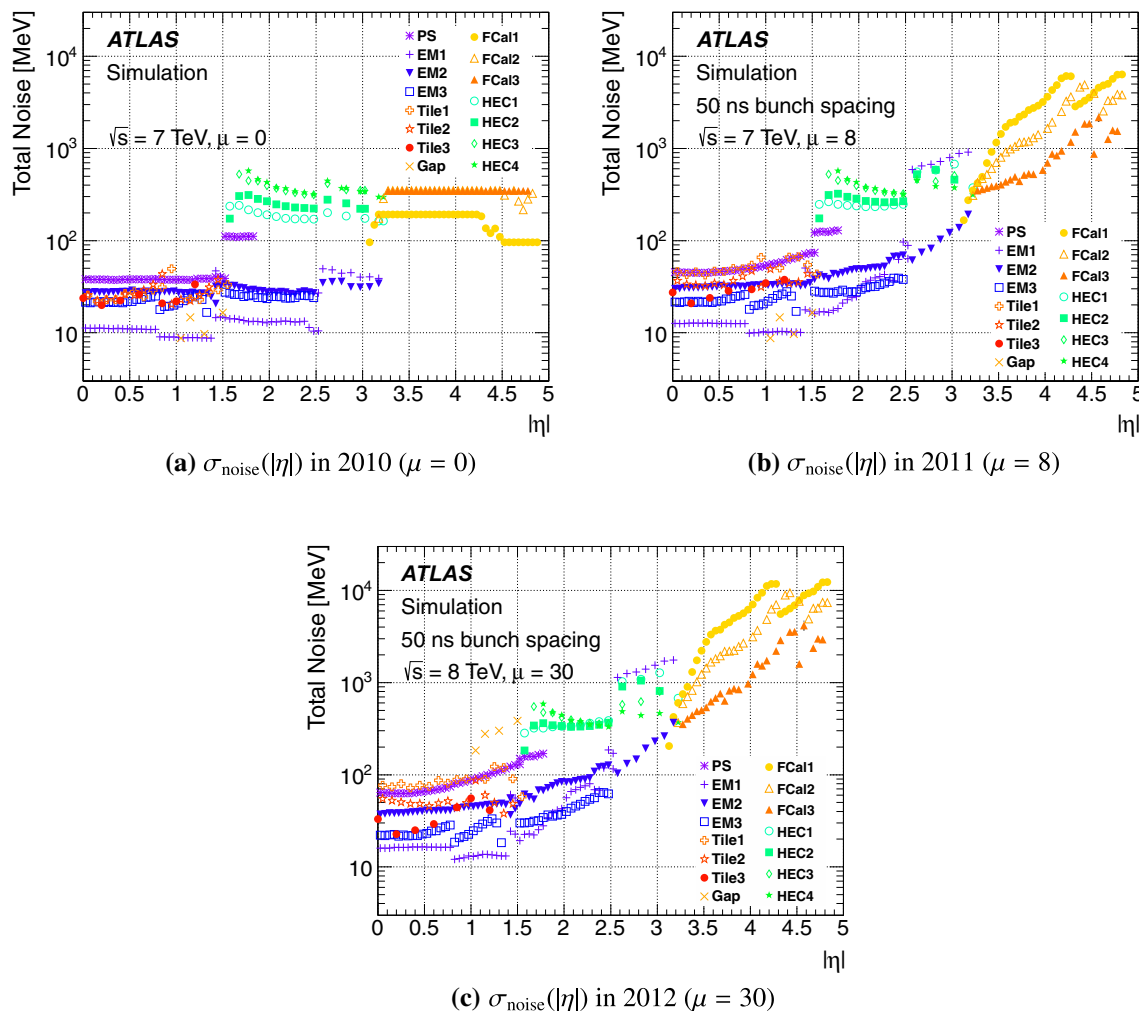 Total Noise [MeV]
10⁴
10³
10²
10
ATLAS
Simulation
√s = 7 TeV, μ = 0
PS
EM1
EM2
EM3
Tile1
Tile2
Tile3
Gap
FCal1
FCal2
FCal3
HEC1
HEC2
HEC3
HEC4
0 0.5 1 1.5 2 2.5 3 3.5 4 4.5 5
|η|
(a) σnoise(|η|) in 2010 (μ = 0)
Total Noise [MeV]
10⁴
10³
10²
10
ATLAS
Simulation
50 ns bunch spacing
√s = 7 TeV, μ = 8
PS
EM1
EM2
EM3
Tile1
Tile2
Tile3
Gap
FCal1
FCal2
FCal3
HEC1
HEC2
HEC3
HEC4
0 0.5 1 1.5 2 2.5 3 3.5 4 4.5 5
|η|
(b) σnoise(|η|) in 2011 (μ = 8)
Total Noise [MeV]
10⁴
10³
10²
10
ATLAS
Simulation
50 ns bunch spacing
√s = 8 TeV, μ = 30
PS
EM1
EM2
EM3
Tile1
Tile2
Tile3
Gap
FCal1
FCal2
FCal3
HEC1
HEC2
HEC3
HEC4
0 0.5 1 1.5 2 2.5 3 3.5 4 4.5 5
|η|
(c) σnoise(|η|) in 2012 (μ = 30)